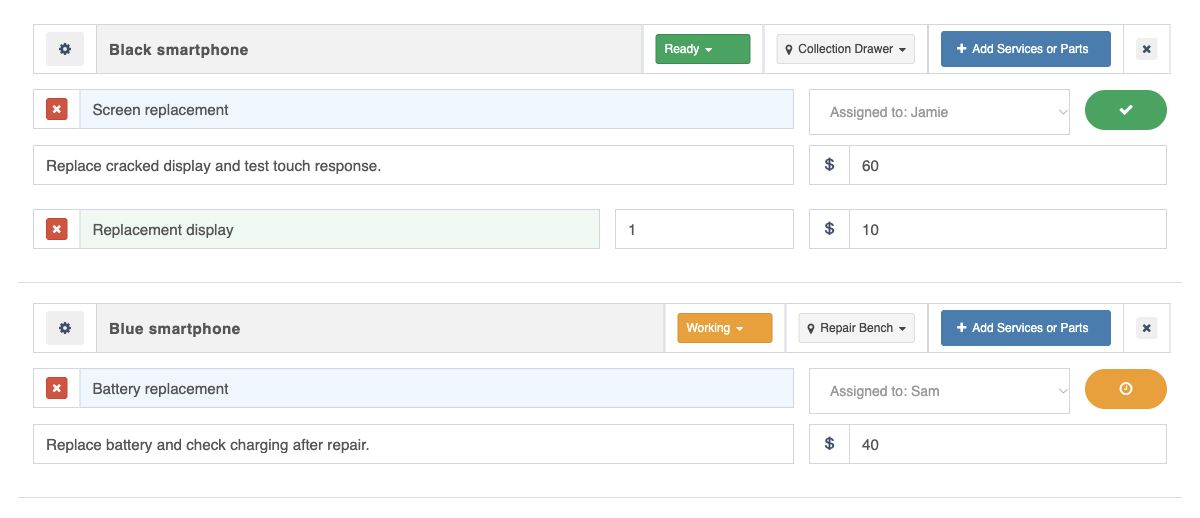 Black smartphone Ready Collection Drawer Add Services or Parts
Screen replacement Assigned to: Jamie
Replace cracked display and test touch response. $ 60
Replacement display 1 $ 10
Blue smartphone Working Repair Bench Add Services or Parts
Battery replacement Assigned to: Sam
Replace battery and check charging after repair. $ 40